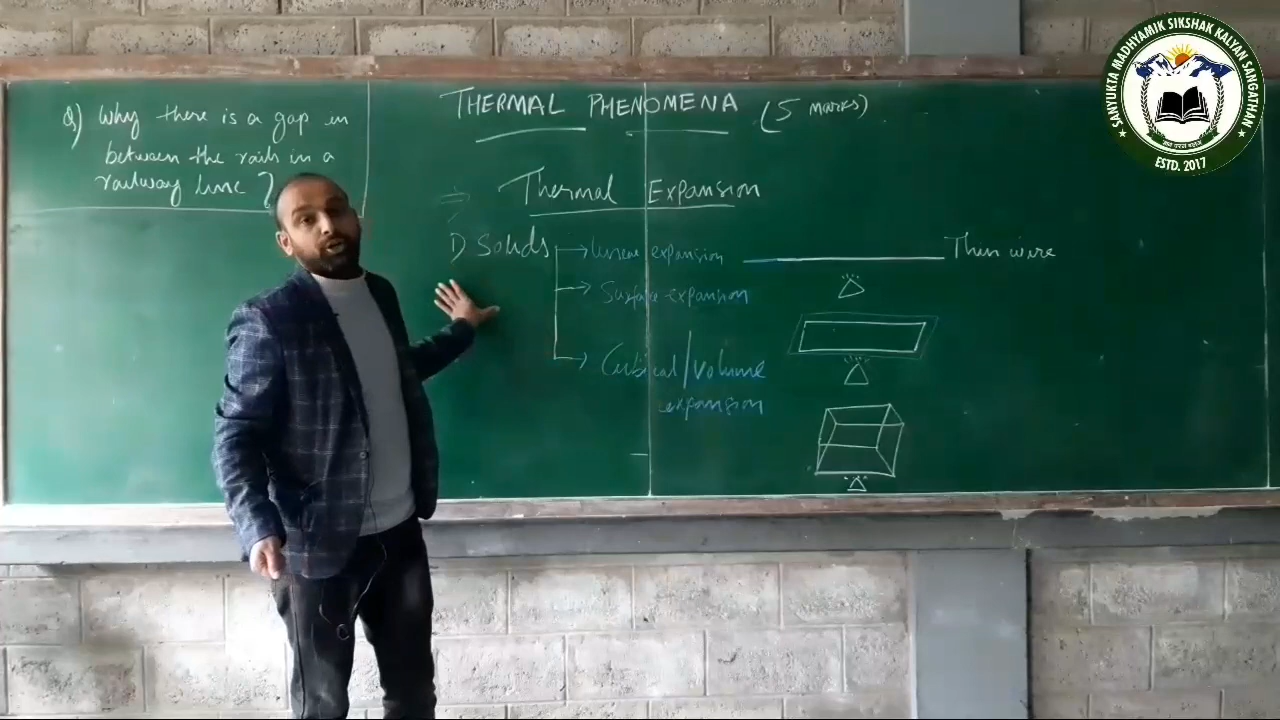 Q) Why there is a gap in
between the rails in a
railway line ?
THERMAL PHENOMENA (5 marks)
⇒ Thermal Expansion
1) Solids
→ linear expansion
Thin wire
→ Surface expansion
→ Cubical/volume
expansion
SANYUKTA MADHYAMIK SIKSHAK KALYAN SANGATHAN
ESTD. 2017